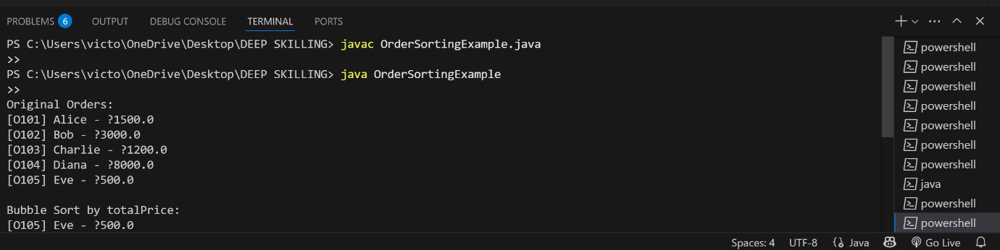 PROBLEMS 6 OUTPUT DEBUG CONSOLE TERMINAL PORTS
PS C:\Users\victo\OneDrive\Desktop\DEEP SKILLING> javac OrderSortingExample.java
>>
PS C:\Users\victo\OneDrive\Desktop\DEEP SKILLING> java OrderSortingExample
>>
Original Orders:
[O101] Alice - ?1500.0
[O102] Bob - ?3000.0
[O103] Charlie - ?1200.0
[O104] Diana - ?8000.0
[O105] Eve - ?500.0
Bubble Sort by totalPrice:
[O105] Eve - ?500.0
powershell
powershell
powershell
powershell
powershell
powershell
powershell
java
powershell
powershell
Spaces: 4 UTF-8 {} Java Go Live